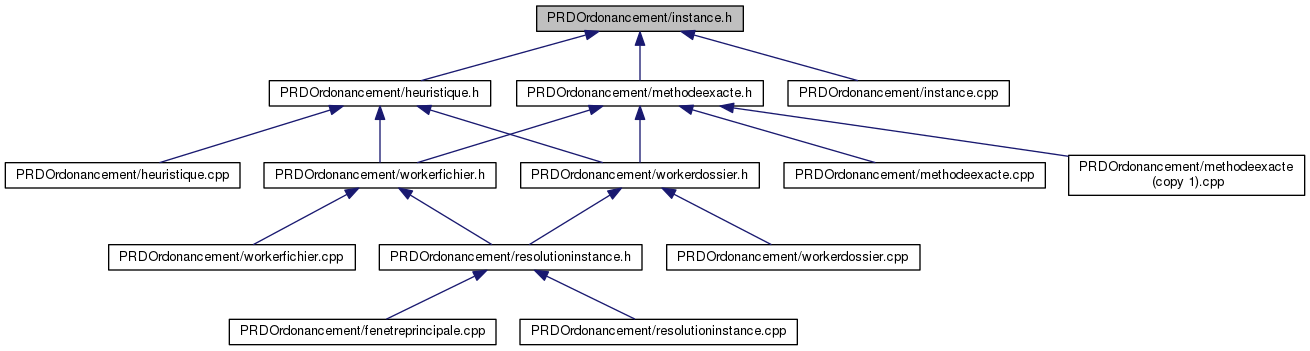 PRDOrdonancement/instance.h
PRDOrdonancement/heuristique.h
PRDOrdonancement/methodeexacte.h
PRDOrdonancement/instance.cpp
PRDOrdonancement/heuristique.cpp
PRDOrdonancement/workerfichier.h
PRDOrdonancement/workerdossier.h
PRDOrdonancement/methodeexacte.cpp
PRDOrdonancement/methodeexacte
(copy 1).cpp
PRDOrdonancement/workerfichier.cpp
PRDOrdonancement/resolutioninstance.h
PRDOrdonancement/workerdossier.cpp
PRDOrdonancement/fenetreprincipale.cpp
PRDOrdonancement/resolutioninstance.cpp